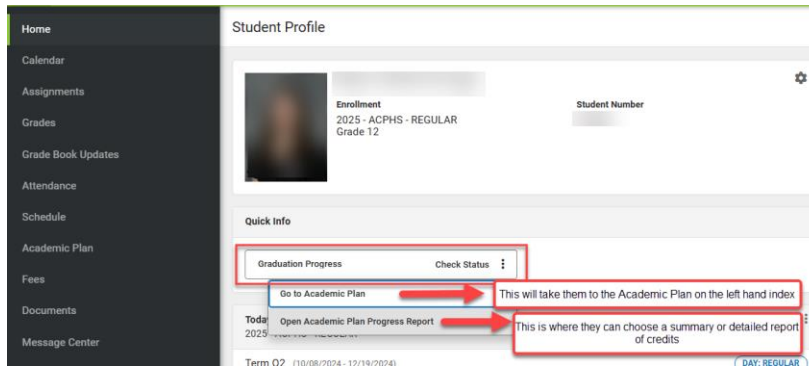 Home
Student Profile
Calendar
Assignments
Grades
Grade Book Updates
Attendance
Schedule
Academic Plan
Fees
Documents
Message Center
Enrollment
2025 - ACPHS - REGULAR
Grade 12
Student Number
Quick Info
Graduation Progress Check Status
Go to Academic Plan
This will take them to the Academic Plan on the left hand index
Open Academic Plan Progress Report
This is where they can choose a summary or detailed report
of credits
2025
Term Q2 (10/08/2024 - 12/19/2024)
DAY: REGULAR